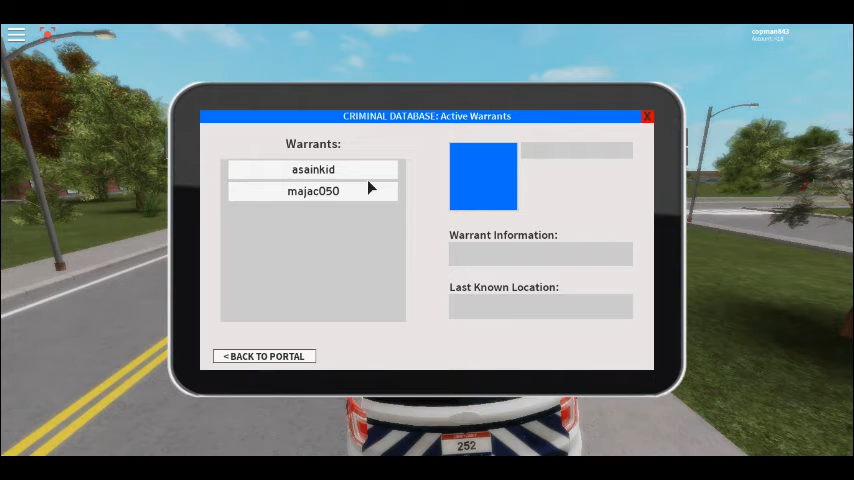 copman843
CRIMINAL DATABASE: Active Warrants
X
Warrants:
asainkid
majac050
Warrant Information:
Last Known Location:
< BACK TO PORTAL
252